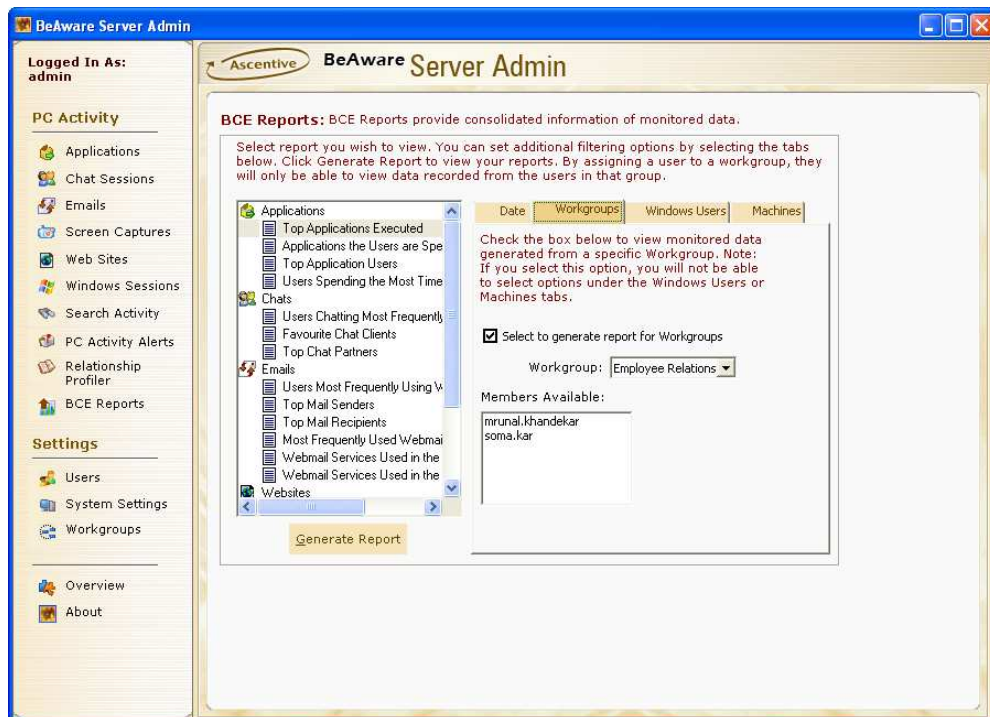 BeAware Server Admin
Logged In As:
admin
PC Activity
Applications
Chat Sessions
Emails
Screen Captures
Web Sites
Windows Sessions
Search Activity
PC Activity Alerts
Relationship
Profiler
BCE Reports
Settings
Users
System Settings
Workgroups
Overview
About
Ascentive BeAware Server Admin
BCE Reports: BCE Reports provide consolidated information of monitored data.
Select report you wish to view. You can set additional filtering options by selecting the tabs
below. Click Generate Report to view your reports. By assigning a user to a workgroup, they
will only be able to view data recorded from the users in that group.
Applications
Top Applications Executed
Applications the Users are Spe
Top Application Users
Users Spending the Most Time
Chats
Users Chatting Most Frequently
Favourite Chat Clients
Top Chat Partners
Emails
Users Most Frequently Using
Top Mail Senders
Top Mail Recipients
Most Frequently Used Webmai
Webmail Services Used in the
Webmail Services Used in the
Websites
Generate Report
Date Workgroups Windows Users Machines
Check the box below to view monitored data
generated from a specific Workgroup. Note:
If you select this option, you will not be able
to select options under the Windows Users or
Machines tabs.
Select to generate report for Workgroups
Workgroup: Employee Relations
Members Available:
mrunal.khandekar
soma.kar